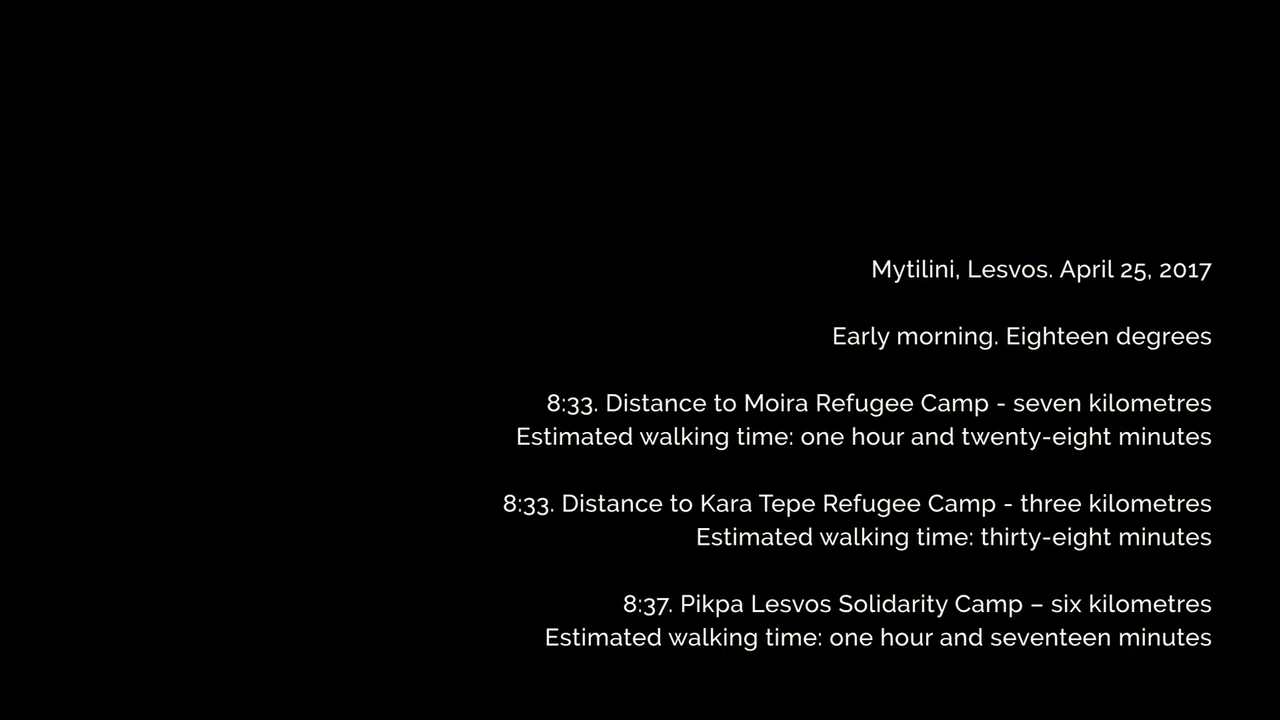 Mytilini, Lesvos. April 25, 2017
Early morning. Eighteen degrees
8:33. Distance to Moira Refugee Camp - seven kilometres
Estimated walking time: one hour and twenty-eight minutes
8:33. Distance to Kara Tepe Refugee Camp - three kilometres
Estimated walking time: thirty-eight minutes
8:37. Pikpa Lesvos Solidarity Camp – six kilometres
Estimated walking time: one hour and seventeen minutes